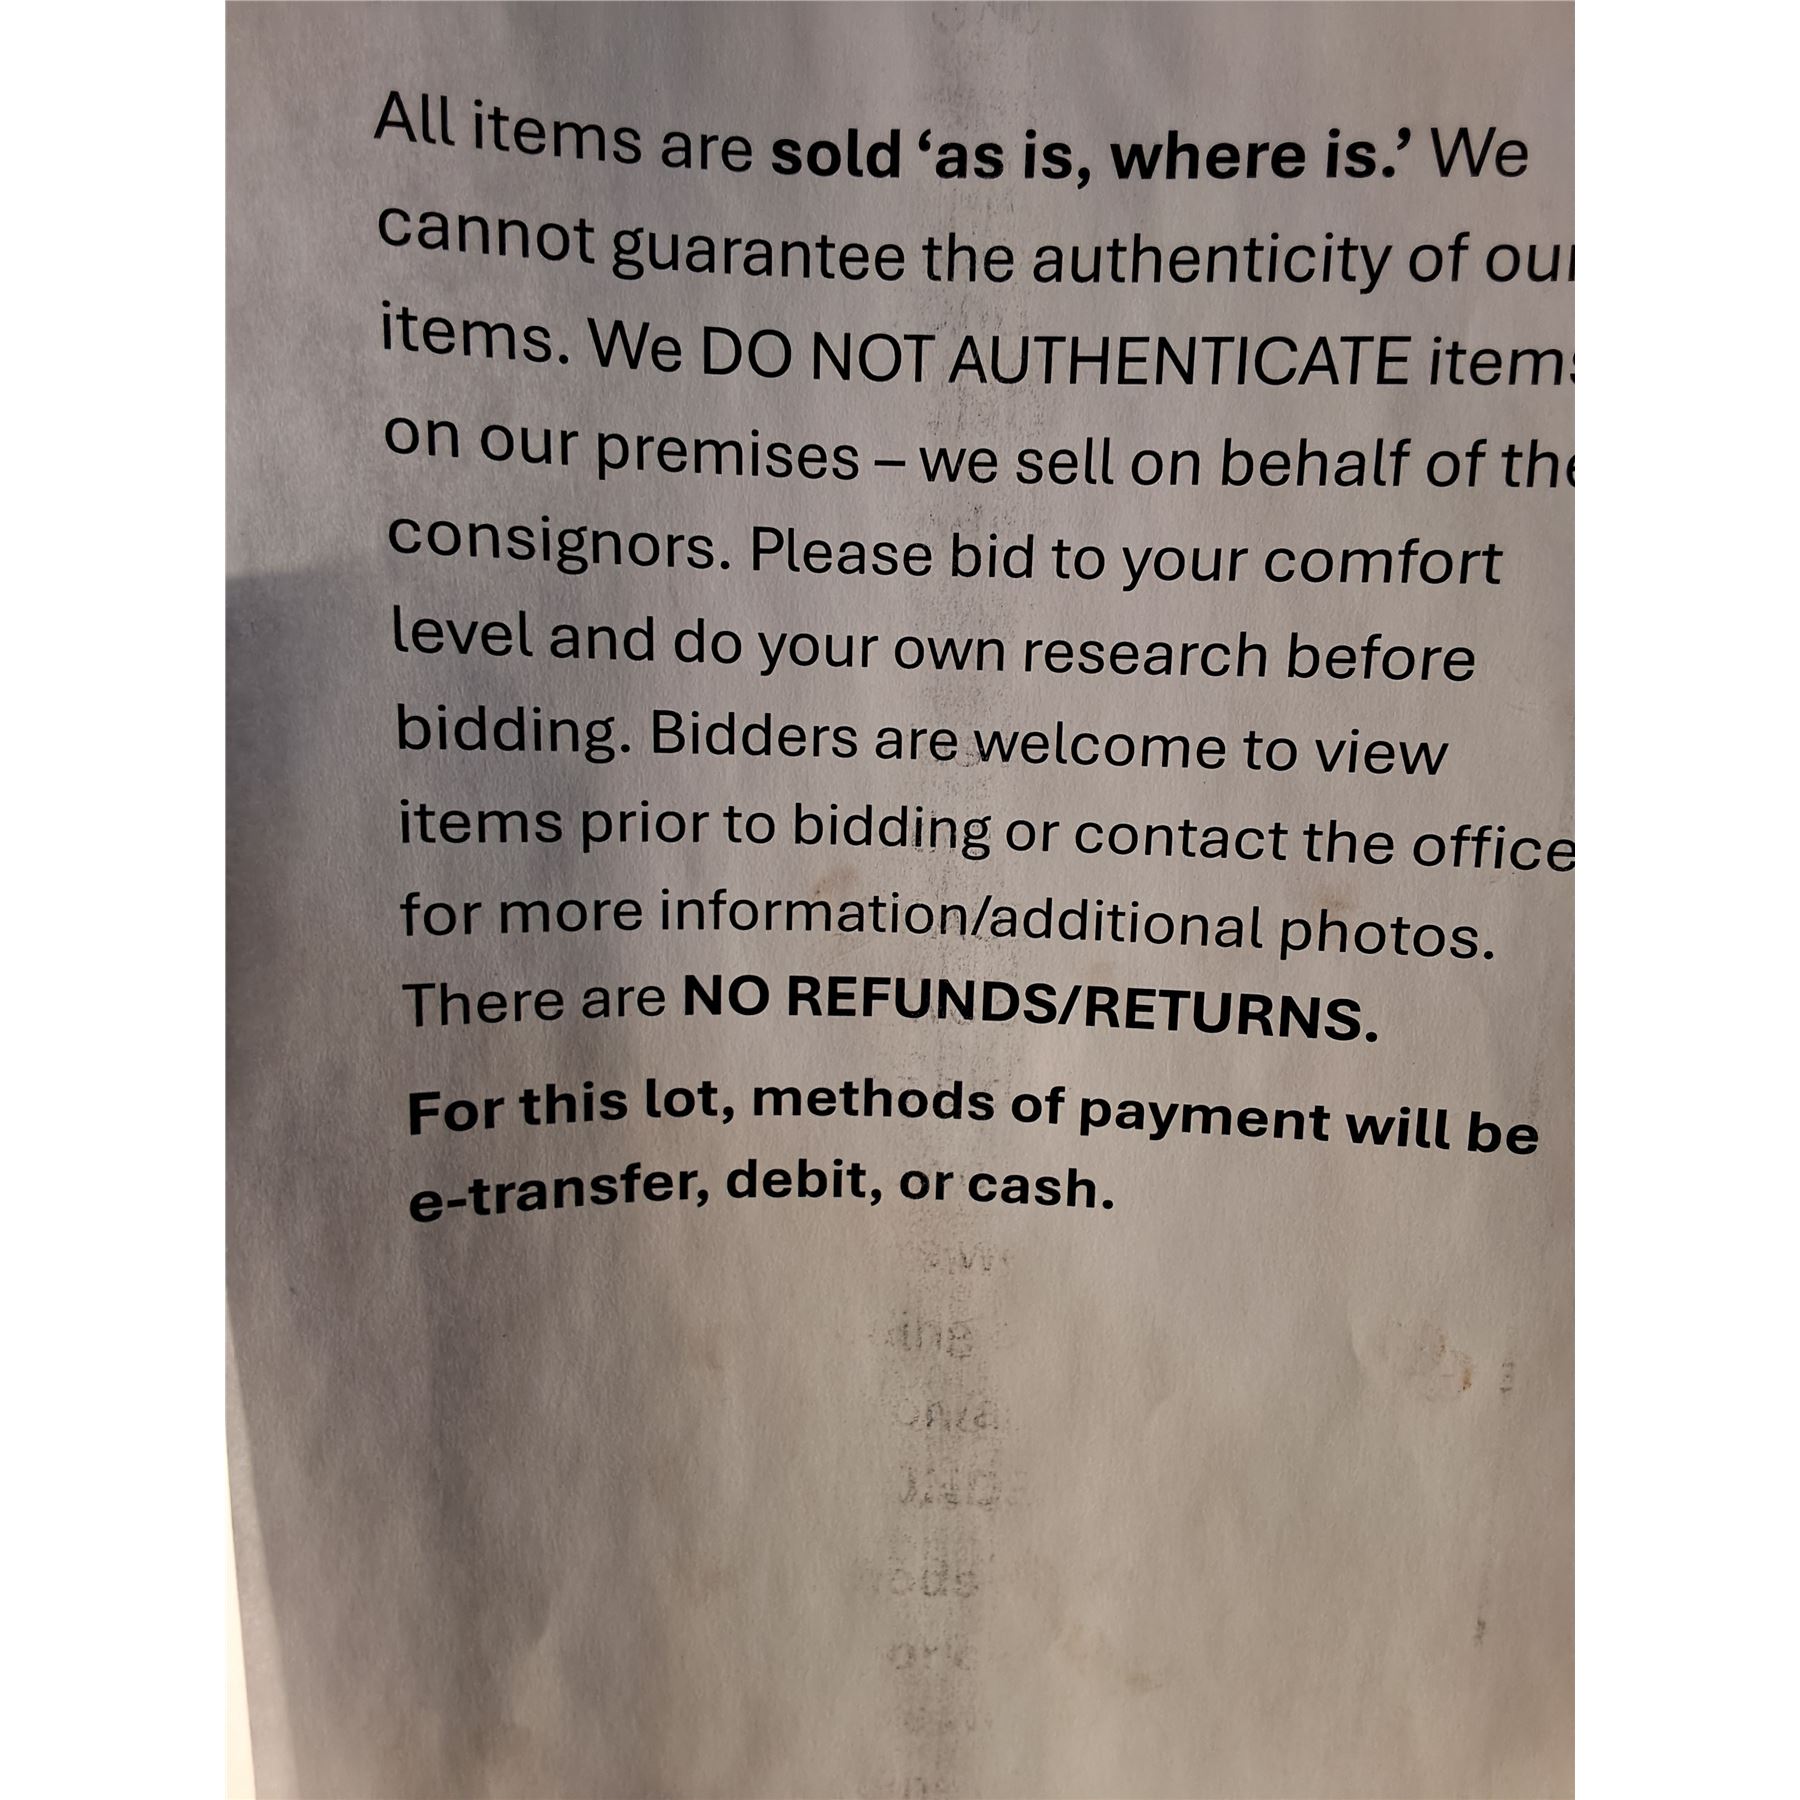 All items are sold ‘as is, where is.’ We
cannot guarantee the authenticity of our
items. We DO NOT AUTHENTICATE items
on our premises – we sell on behalf of the
consignors. Please bid to your comfort
level and do your own research before
bidding. Bidders are welcome to view
items prior to bidding or contact the office
for more information/additional photos.
There are NO REFUNDS/RETURNS.
For this lot, methods of payment will be
e-transfer, debit, or cash.